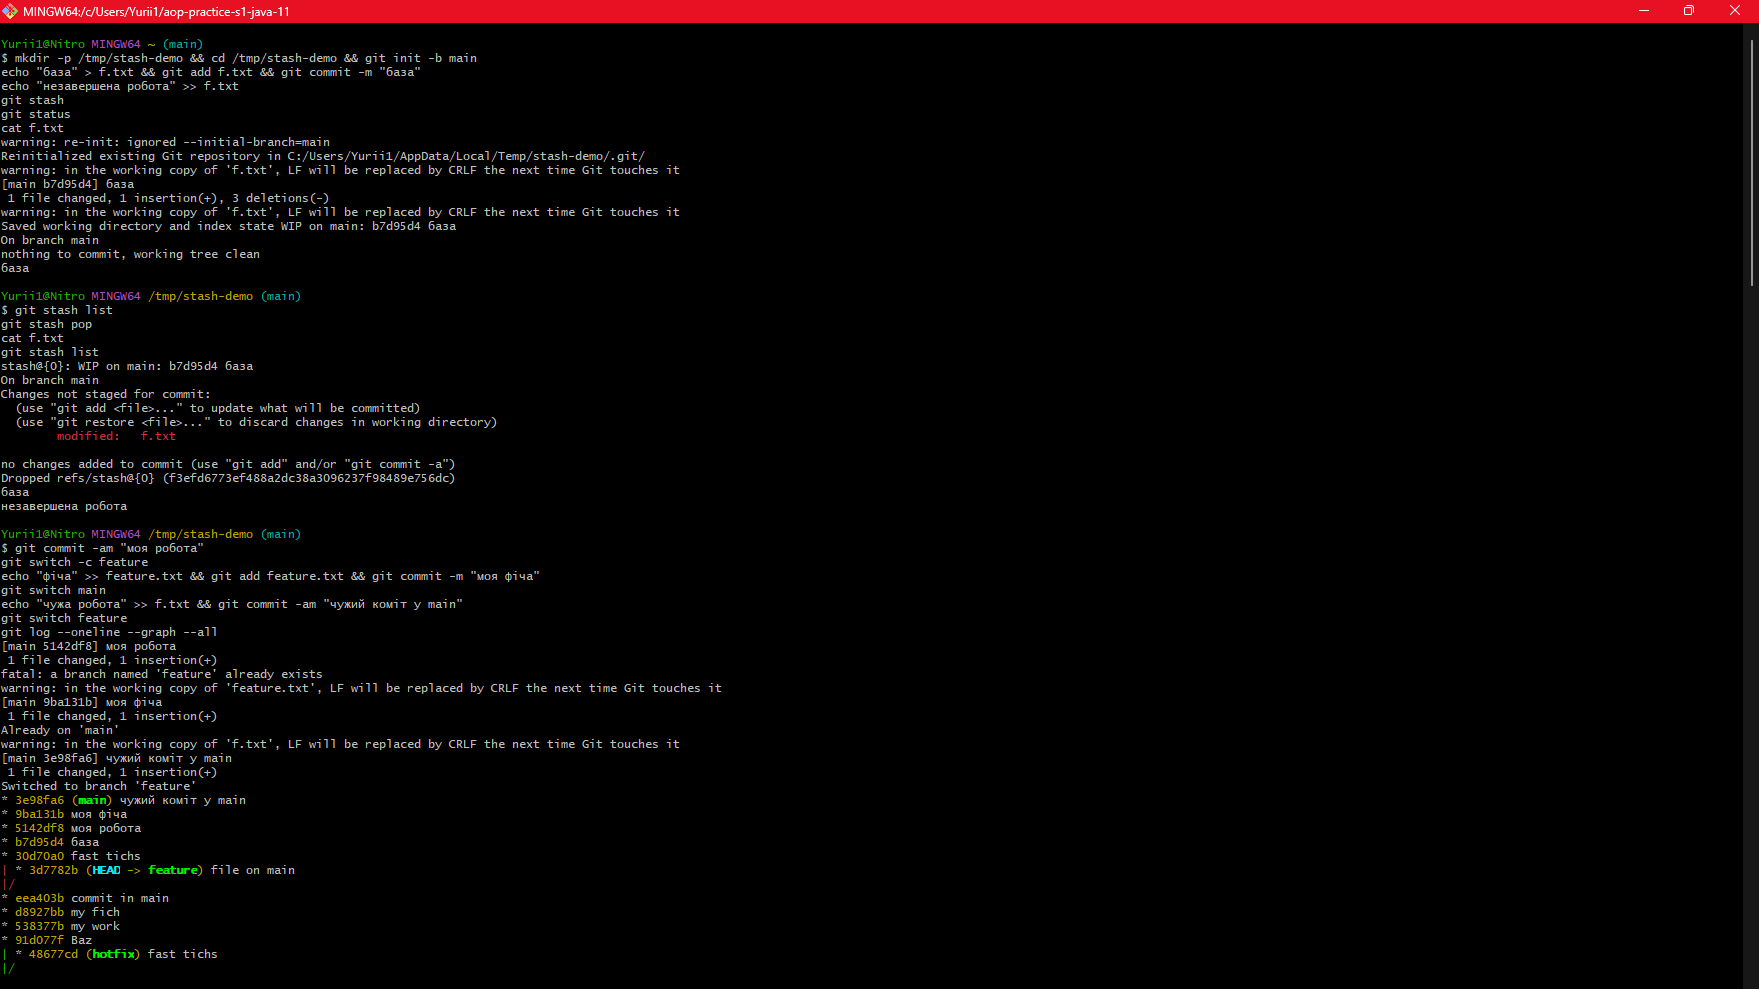 MINGW64:/c/Users/Yurii1/aop-practice-s1-java-11
Yurii1@Nitro MINGW64 ~ (main)
$ mkdir -p /tmp/stash-demo && cd /tmp/stash-demo && git init -b main
echo "база" > f.txt && git add f.txt && git commit -m "база"
echo "незавершена робота" >> f.txt
git stash
git status
cat f.txt
warning: re-init: ignored --initial-branch=main
Reinitialized existing Git repository in C:/Users/Yurii1/AppData/Local/Temp/stash-demo/.git/
warning: in the working copy of 'f.txt', LF will be replaced by CRLF the next time Git touches it
[main b7d95d4] база
 1 file changed, 1 insertion(+), 3 deletions(-)
warning: in the working copy of 'f.txt', LF will be replaced by CRLF the next time Git touches it
Saved working directory and index state WIP on main: b7d95d4 база
On branch main
nothing to commit, working tree clean
база
Yurii1@Nitro MINGW64 /tmp/stash-demo (main)
$ git stash list
git stash pop
cat f.txt
git stash list
stash@{0}: WIP on main: b7d95d4 база
On branch main
Changes not staged for commit:
  (use "git add <file>..." to update what will be committed)
  (use "git restore <file>..." to discard changes in working directory)
        modified:   f.txt
no changes added to commit (use "git add" and/or "git commit -a")
Dropped refs/stash@{0} (f3efd6773ef488a2dc38a3096237f98489e756dc)
база
незавершена робота
Yurii1@Nitro MINGW64 /tmp/stash-demo (main)
$ git commit -am "моя робота"
git switch -c feature
echo "фіча" >> feature.txt && git add feature.txt && git commit -m "моя фіча"
git switch main
echo "чужа робота" >> f.txt && git commit -am "чужий коміт у main"
git switch feature
git log --oneline --graph --all
[main 5142df8] моя робота
 1 file changed, 1 insertion(+)
fatal: a branch named 'feature' already exists
warning: in the working copy of 'feature.txt', LF will be replaced by CRLF the next time Git touches it
[main 9ba131b] моя фіча
 1 file changed, 1 insertion(+)
Already on 'main'
warning: in the working copy of 'f.txt', LF will be replaced by CRLF the next time Git touches it
[main 3e98fa6] чужий коміт у main
 1 file changed, 1 insertion(+)
Switched to branch 'feature'
* 3e98fa6 (main) чужий коміт у main
* 9ba131b моя фіча
* 5142df8 моя робота
* b7d95d4 база
* 30d70a0 fast tichs
| * 3d7782b (HEAD -> feature) file on main
|/
* eea403b commit in main
* d8927bb my fich
* 538377b my work
* 91d077f Baz
| * 48677cd (hotfix) fast tichs
|/